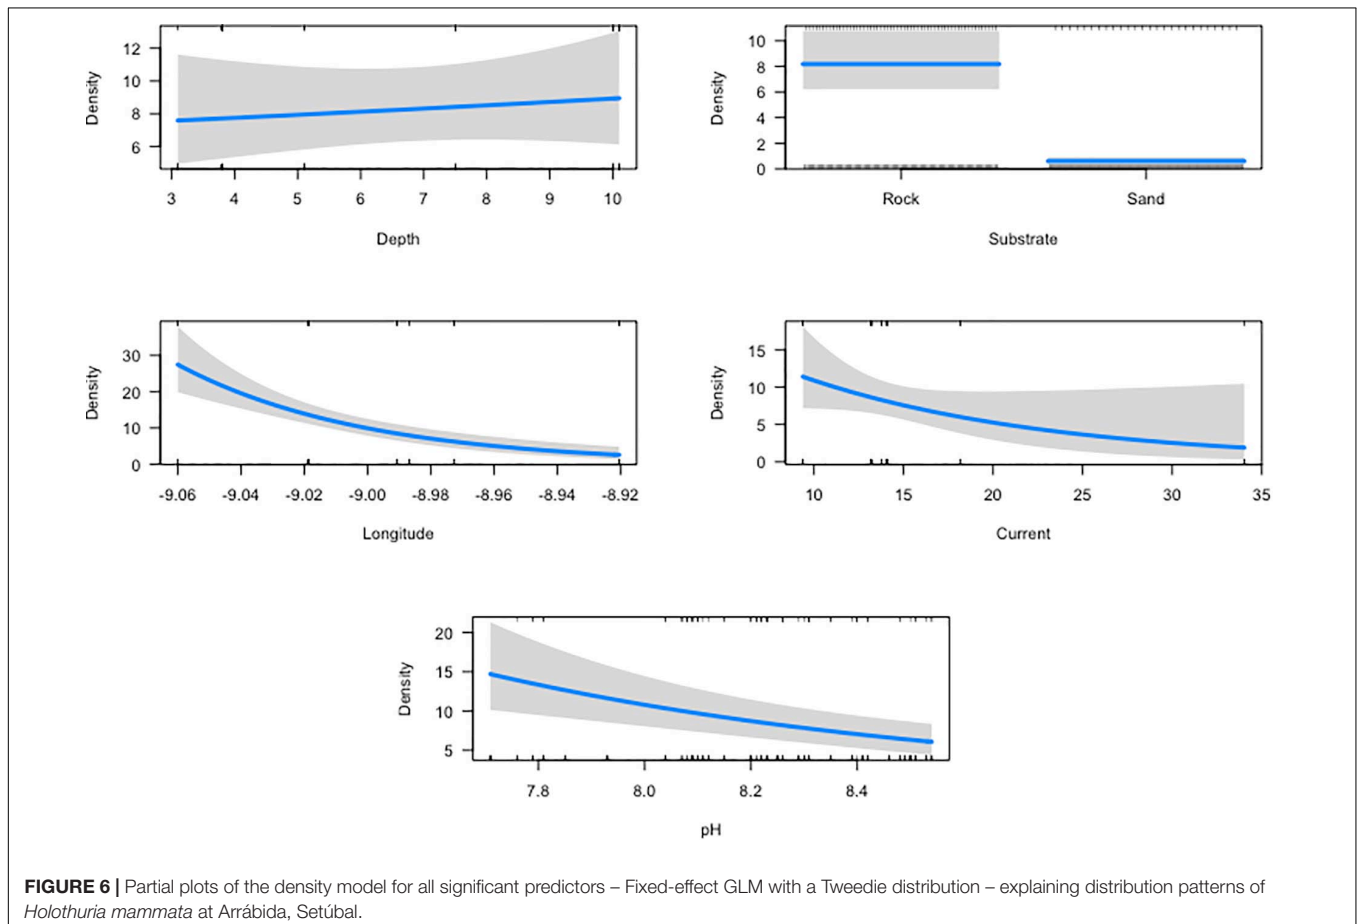 12
10
8
6
Density
3 4 5 6 7 8 9 10
Depth
10
8
6
4
2
0
Density
Rock Sand
Substrate
30
20
10
0
Density
-9.06 -9.04 -9.02 -9.00 -8.98 -8.96 -8.94 -8.92
Longitude
15
10
5
0
Density
10 15 20 25 30 35
Current
20
15
10
5
Density
7.8 8.0 8.2 8.4
pH
FIGURE 6 | Partial plots of the density model for all significant predictors – Fixed-effect GLM with a Tweedie distribution – explaining distribution patterns of
Holothuria mammata at Arrábida, Setúbal.